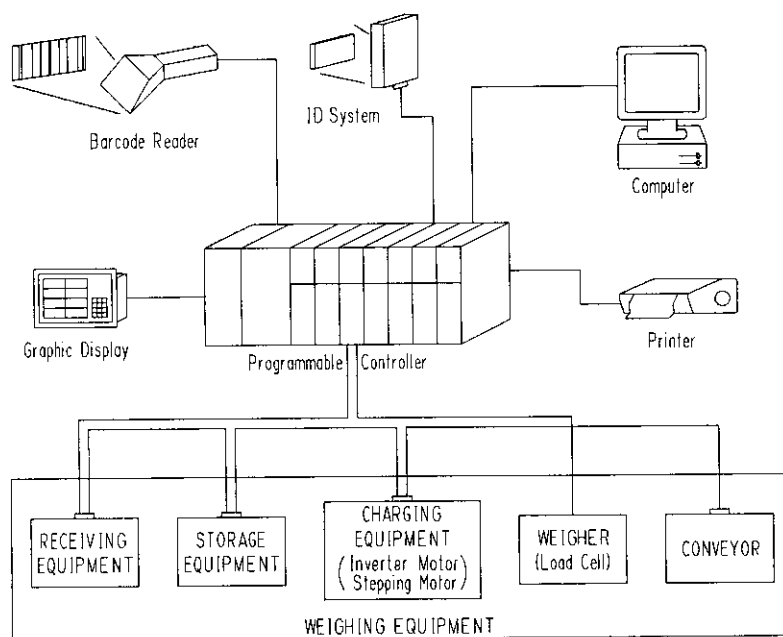 Barcode Reader
ID System
Computer
Graphic Display
Programmable Controller
Printer
RECEIVING
EQUIPMENT
STORAGE
EQUIPMENT
CHARGING
EQUIPMENT
(Inverter Motor
Stepping Motor)
WEIGHER
(Load Cell)
CONVEYOR
WEIGHING EQUIPMENT